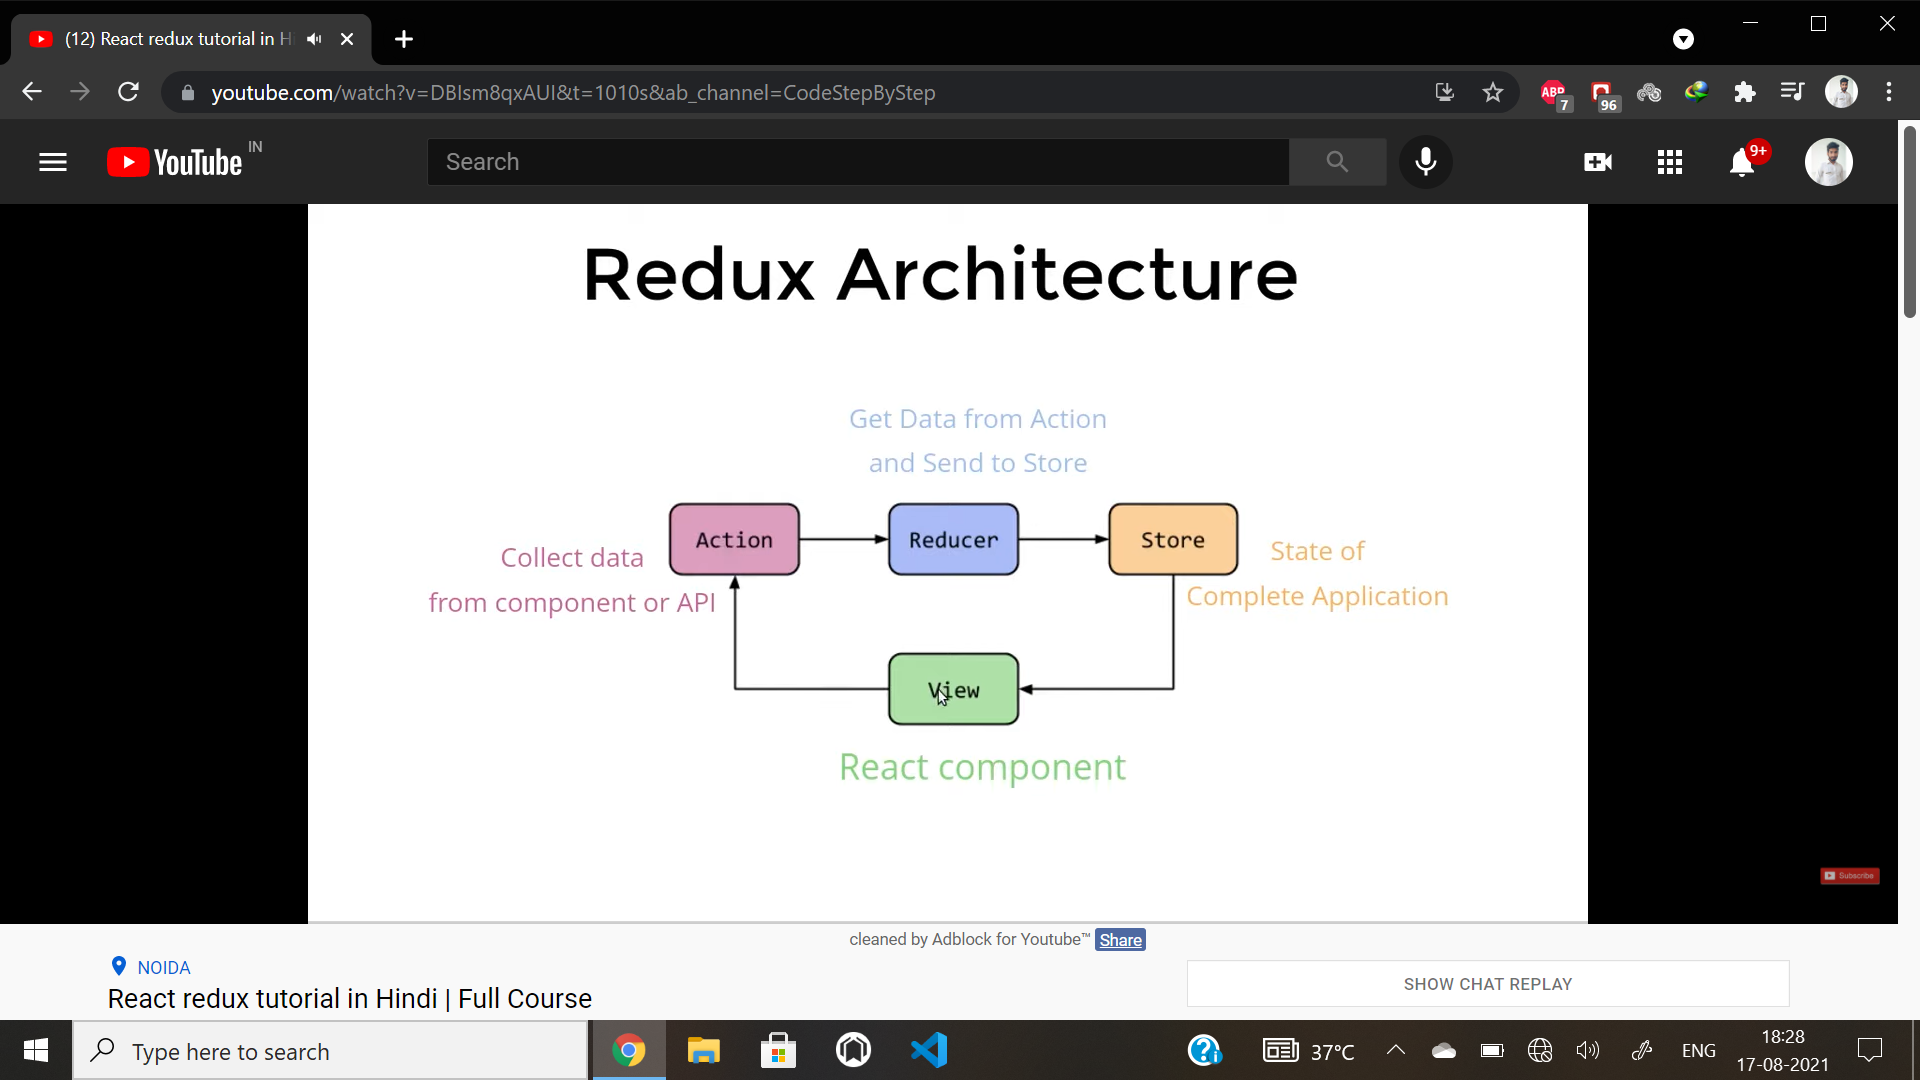 (12) React redux tutorial in H
youtube.com/watch?v=DBIsm8qxAUI&t=1010s&ab_channel=CodeStepByStep
ABP
7
96
YouTube
IN
Search
9+
Redux Architecture
Get Data from Action
and Send to Store
Action
Reducer
Store
Collect data
from component or API
State of
Complete Application
View
React component
Subscribe
cleaned by Adblock for Youtube™ Share
NOIDA
React redux tutorial in Hindi | Full Course
SHOW CHAT REPLAY
Type here to search
37°C
ENG
18:28
17-08-2021